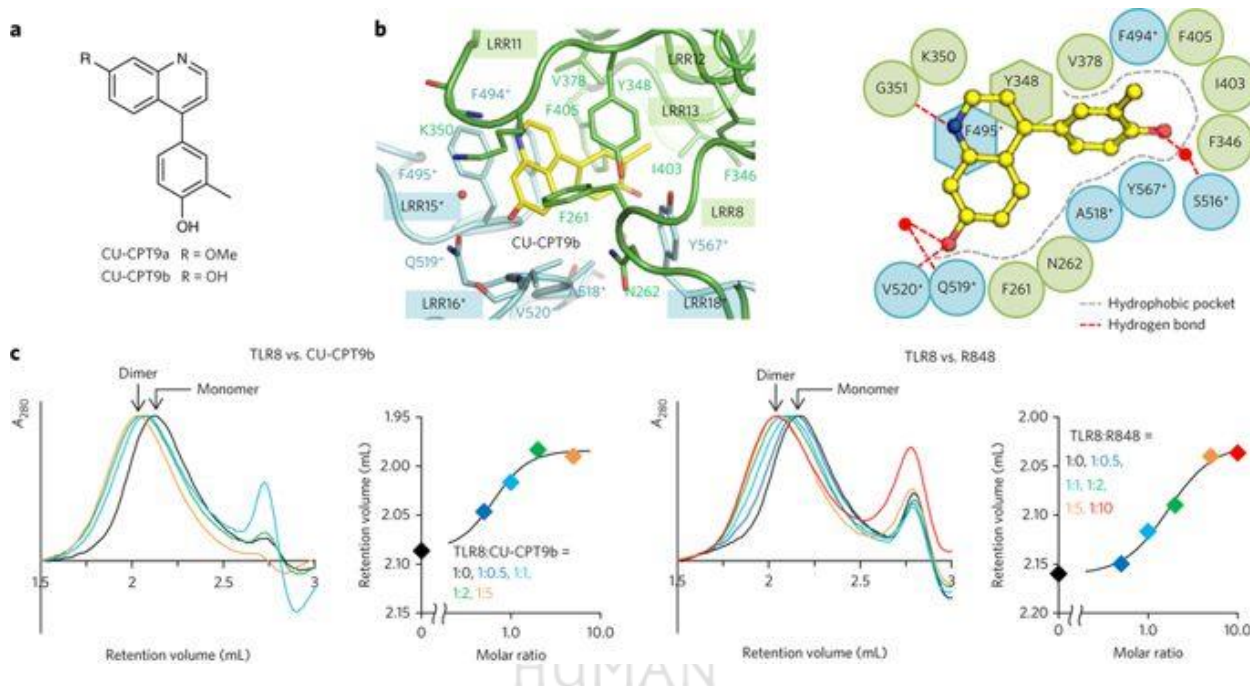 a
R
N
OH
CU-CPT9a R = OMe
CU-CPT9b R = OH
b
LRR11
LRR12
V378
Y348
F494*
F405
LRR13
K350
F495*
I403
F346
LRR15*
F261
LRR8
CU-CPT9b
Y567*
Q519*
518*
N262
LRR16*
V520
LRR18*
F494*
F405
K350
V378
I403
G351
Y348
F495*
F346
Y567*
S516*
A518*
N262
V520*
Q519*
F261
Hydrophobic pocket
Hydrogen bond
c
TLR8 vs. CU-CPT9b
Dimer
Monomer
A280
1.5
2
2.5
3
Retention volume (mL)
1.95
2.00
2.05
2.10
2.15
Retention volume (mL)
TLR8:CU-CPT9b =
1:0, 1:0.5, 1:1,
1:2, 1:5
0
1.0
10.0
Molar ratio
TLR8 vs. R848
Dimer
Monomer
A280
1.5
2
2.5
3
Retention volume (mL)
2.00
2.05
2.10
2.15
2.20
Retention volume (mL)
TLR8:R848 =
1:0, 1:0.5,
1:1, 1:2,
1:5, 1:10
0
1.0
10.0
Molar ratio
HUMAN